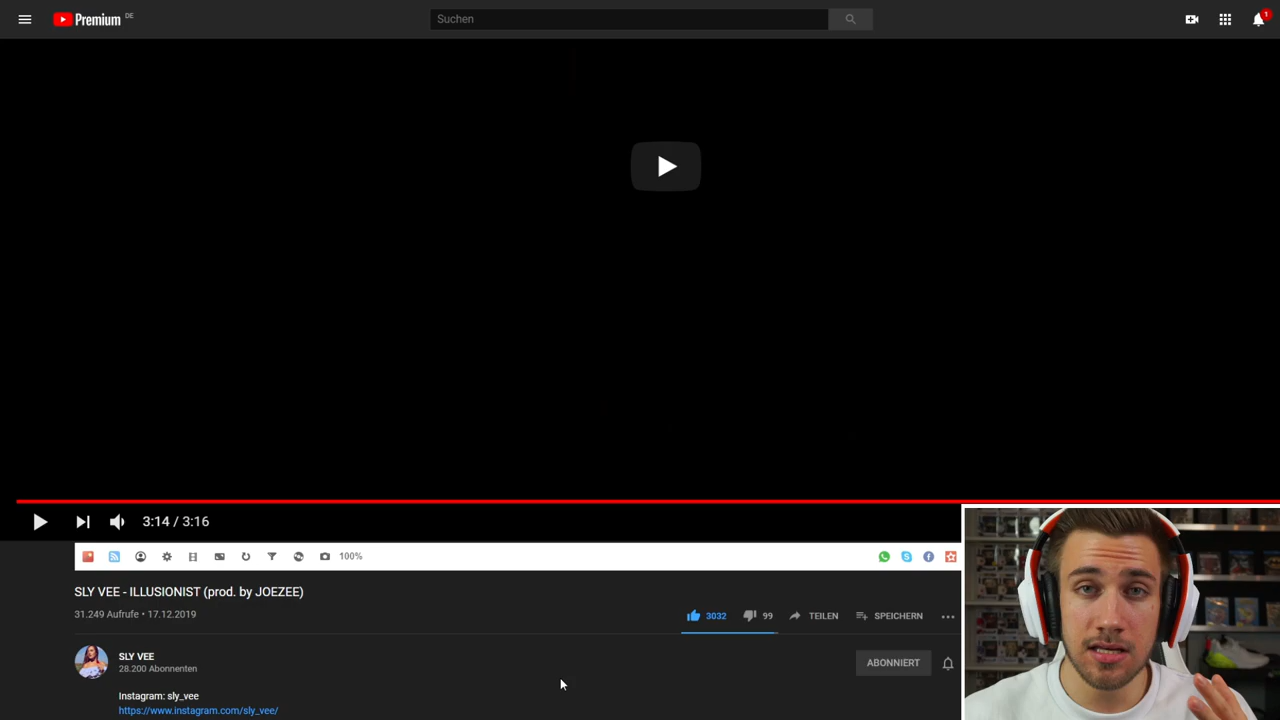 Premium DE
Suchen
1
3:14 / 3:16
100%
SLY VEE - ILLUSIONIST (prod. by JOEZEE)
31.249 Aufrufe • 17.12.2019
3032
99
TEILEN
SPEICHERN
SLY VEE
28.200 Abonnenten
ABONNIERT
Instagram: sly_vee
https://www.instagram.com/sly_vee/